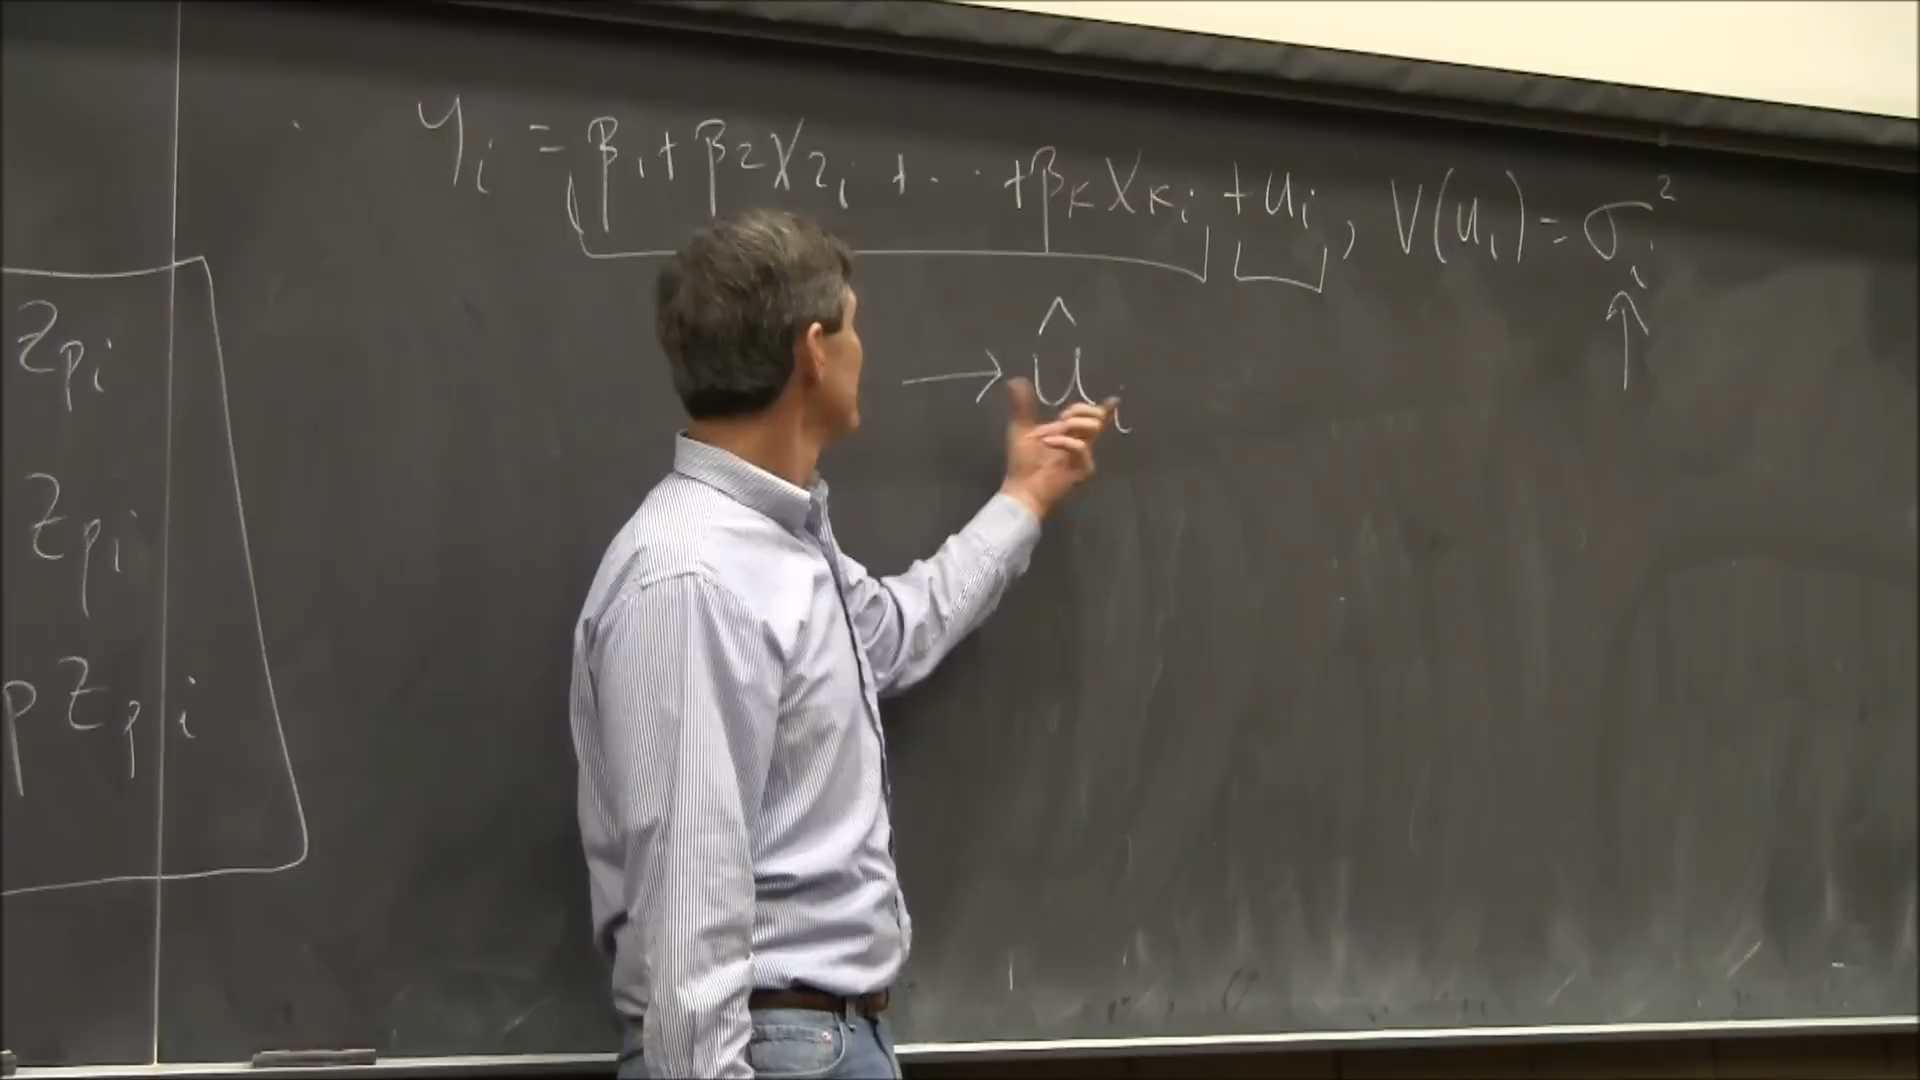 Yi = β1 + β2X2i + ... + βKXKi + ui, V(ui) = σi²
→ ûi
↑
Zpi
Zpi
pZpi